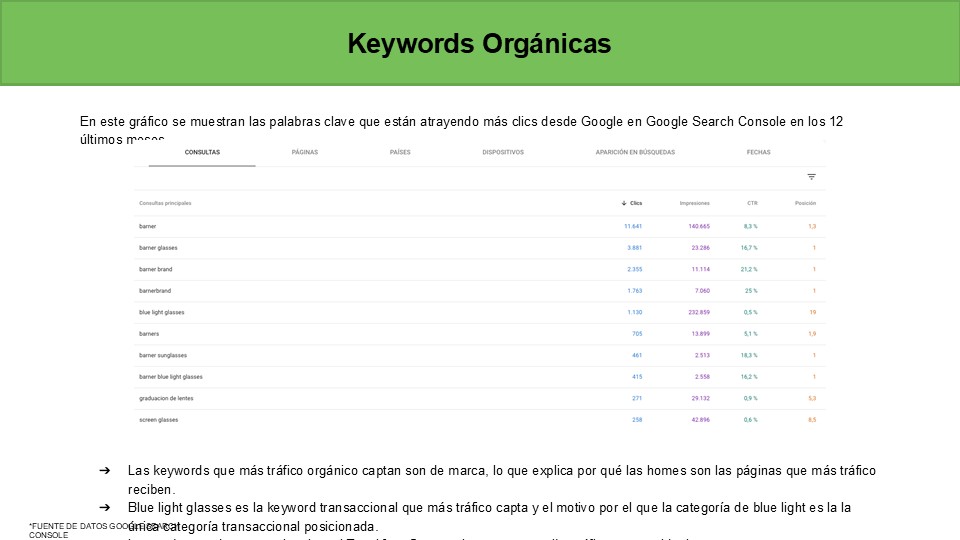 Keywords Orgánicas
En este gráfico se muestran las palabras clave que están atrayendo más clics desde Google en Google Search Console en los 12
últimos meses
CONSULTAS PÁGINAS PAÍSES DISPOSITIVOS APARICIÓN EN BÚSQUEDAS FECHAS
Consultas principales Clics Impresiones CTR Posición
barner 11.641 140.665 8,3 % 1,3
barner glasses 3.881 23.286 16,7 % 1
barner brand 2.355 11.114 21,2 % 1
barnerbrand 1.763 7.060 25 % 1
blue light glasses 1.130 232.859 0,5 % 19
barners 705 13.899 5,1 % 1,9
barner sunglasses 461 2.513 18,3 % 1
barner blue light glasses 415 2.558 16,2 % 1
graduacion de lentes 271 29.132 0,9 % 5,3
screen glasses 258 42.896 0,6 % 8,5
➔ Las keywords que más tráfico orgánico captan son de marca, lo que explica por qué las homes son las páginas que más tráfico
reciben.
➔ Blue light glasses es la keyword transaccional que más tráfico capta y el motivo por el que la categoría de blue light es la la
única categoría transaccional posicionada.
*FUENTE DE DATOS GOOGLE SEARCH
CONSOLE